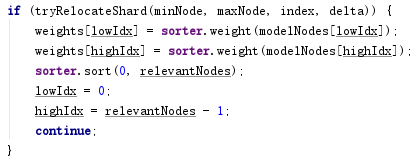 if (tryRelocateShard(minNode, maxNode, index, delta)) {
    weights[lowIdx] = sorter.weight(modelNodes[lowIdx]);
    weights[highIdx] = sorter.weight(modelNodes[highIdx]);
    sorter.sort(0, relevantNodes);
    lowIdx = 0;
    highIdx = relevantNodes - 1;
    continue;
}